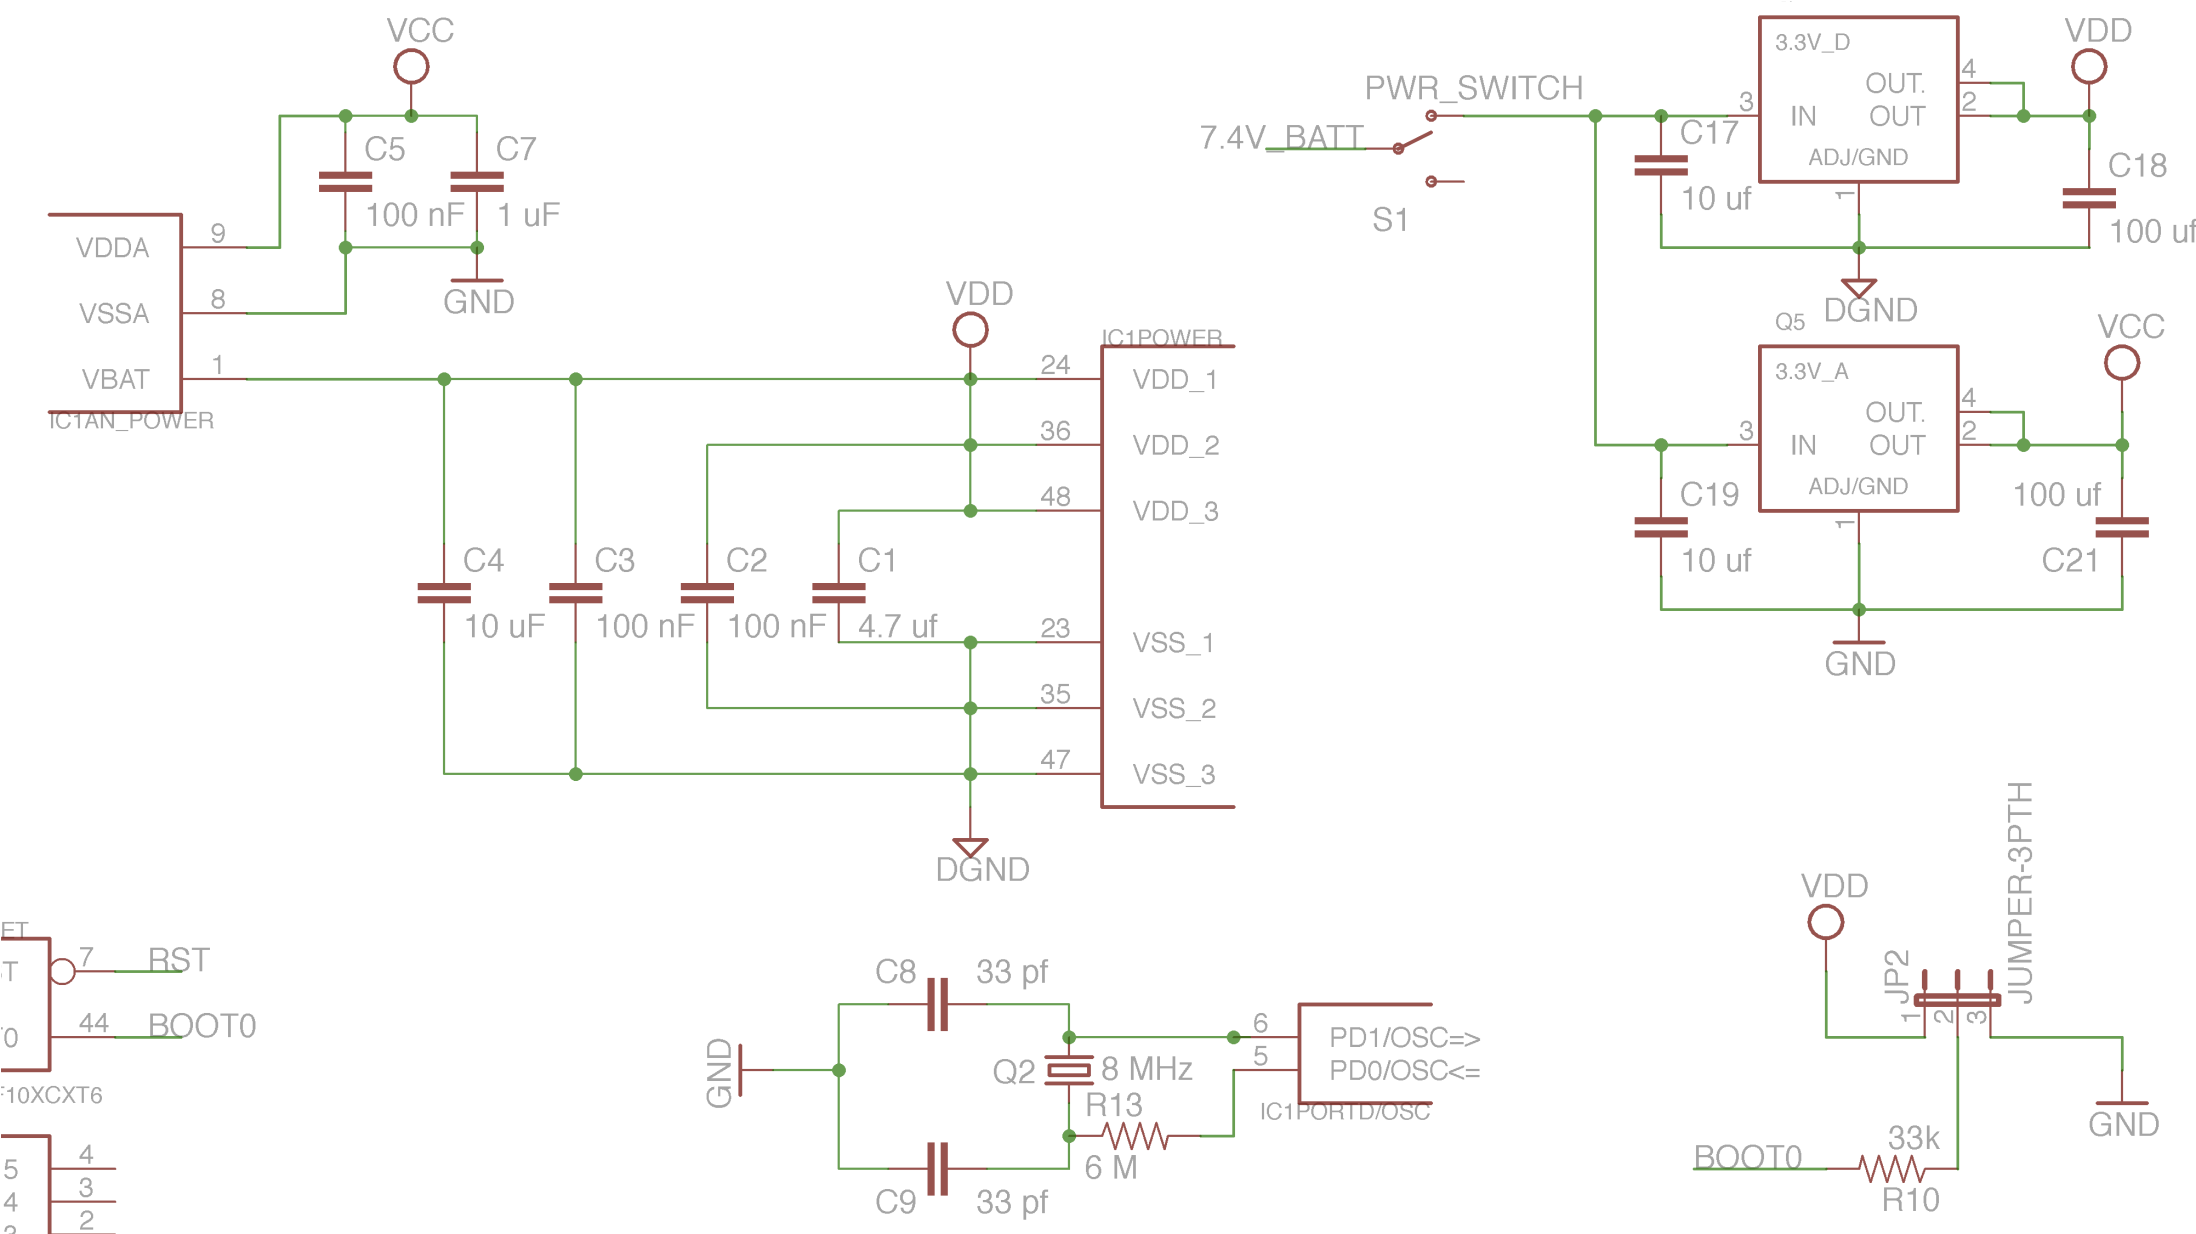 VCC
C5
C7
100 nF
1 uF
VDDA
9
VSSA
8
VBAT
1
IC1AN_POWER
GND
VDD
IC1POWER
24
VDD_1
36
VDD_2
48
VDD_3
C4
C3
C2
C1
10 uF
100 nF
100 nF
4.7 uf
23
VSS_1
35
VSS_2
47
VSS_3
DGND
PWR_SWITCH
7.4V_BATT
S1
3.3V_D
OUT.
4
3
IN
OUT
2
ADJ/GND
1
VDD
C17
10 uf
C18
100 uf
DGND
Q5
3.3V_A
OUT.
4
3
IN
OUT
2
ADJ/GND
1
VCC
C19
10 uf
100 uf
C21
GND
ET
T
7
RST
0
44
BOOT0
F10XCXT6
5
4
4
3
3
2
C8
33 pf
GND
Q2
8 MHz
R13
6 M
C9
33 pf
6
PD1/OSC=>
5
PD0/OSC<=
IC1PORTD/OSC
VDD
JP2
JUMPER-3PTH
1
2
3
GND
BOOT0
33k
R10